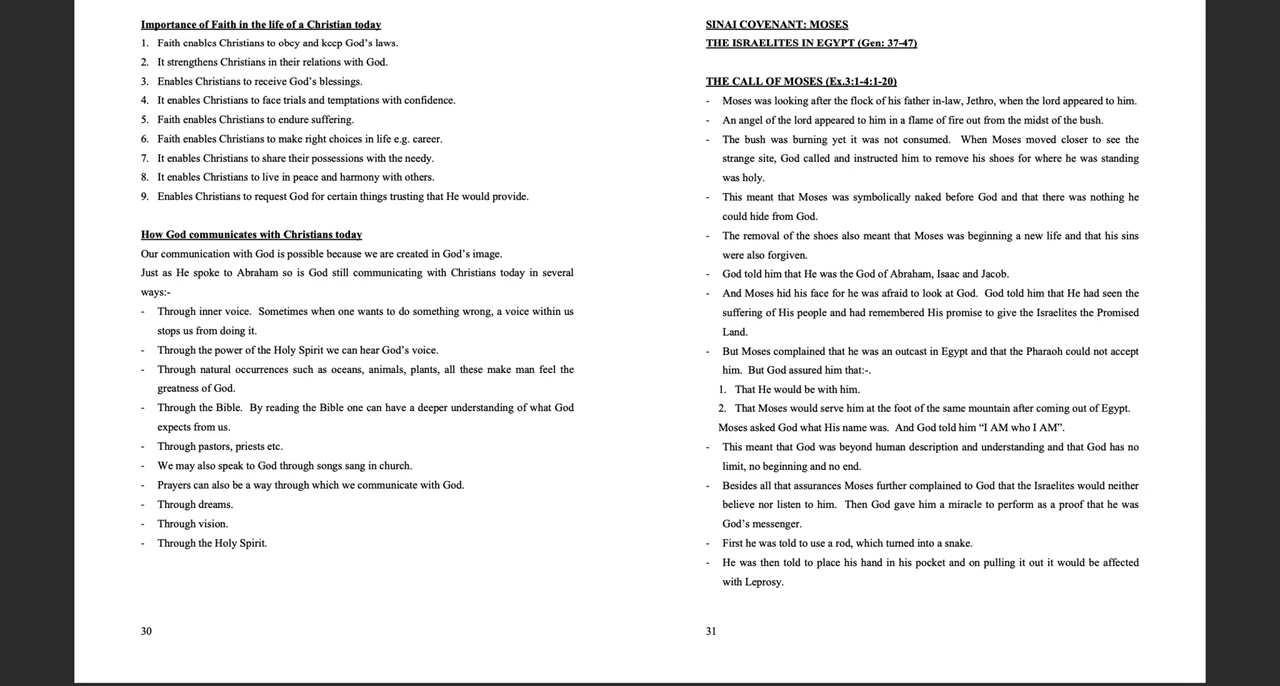 Importance of Faith in the life of a Christian today
1. Faith enables Christians to obey and keep God's laws.
2. It strengthens Christians in their relations with God.
3. Enables Christians to receive God's blessings.
4. It enables Christians to face trials and temptations with confidence.
5. Faith enables Christians to endure suffering.
6. Faith enables Christians to make right choices in life e.g. career.
7. It enables Christians to share their possessions with the needy.
8. It enables Christians to live in peace and harmony with others.
9. Enables Christians to request God for certain things trusting that He would provide.
How God communicates with Christians today
Our communication with God is possible because we are created in God's image.
Just as He spoke to Abraham so is God still communicating with Christians today in several
ways:-
- Through inner voice. Sometimes when one wants to do something wrong, a voice within us
stops us from doing it.
- Through the power of the Holy Spirit we can hear God's voice.
- Through natural occurrences such as oceans, animals, plants, all these make man feel the
greatness of God.
- Through the Bible. By reading the Bible one can have a deeper understanding of what God
expects from us.
- Through pastors, priests etc.
- We may also speak to God through songs sang in church.
- Prayers can also be a way through which we communicate with God.
- Through dreams.
- Through vision.
- Through the Holy Spirit.
30
SINAI COVENANT: MOSES
THE ISRAELITES IN EGYPT (Gen: 37-47)
THE CALL OF MOSES (Ex.3:1-4:1-20)
- Moses was looking after the flock of his father in-law, Jethro, when the lord appeared to him.
- An angel of the lord appeared to him in a flame of fire out from the midst of the bush.
- The bush was burning yet it was not consumed. When Moses moved closer to see the
strange site, God called and instructed him to remove his shoes for where he was standing
was holy.
- This meant that Moses was symbolically naked before God and that there was nothing he
could hide from God.
- The removal of the shoes also meant that Moses was beginning a new life and that his sins
were also forgiven.
- God told him that He was the God of Abraham, Isaac and Jacob.
- And Moses hid his face for he was afraid to look at God. God told him that He had seen the
suffering of His people and had remembered His promise to give the Israelites the Promised
Land.
- But Moses complained that he was an outcast in Egypt and that the Pharaoh could not accept
him. But God assured him that:-.
1. That He would be with him.
2. That Moses would serve him at the foot of the same mountain after coming out of Egypt.
Moses asked God what His name was. And God told him “I AM who I AM”.
- This meant that God was beyond human description and understanding and that God has no
limit, no beginning and no end.
- Besides all that assurances Moses further complained to God that the Israelites would neither
believe nor listen to him. Then God gave him a miracle to perform as a proof that he was
God's messenger.
- First he was told to use a rod, which turned into a snake.
- He was then told to place his hand in his pocket and on pulling it out it would be affected
with Leprosy.
31